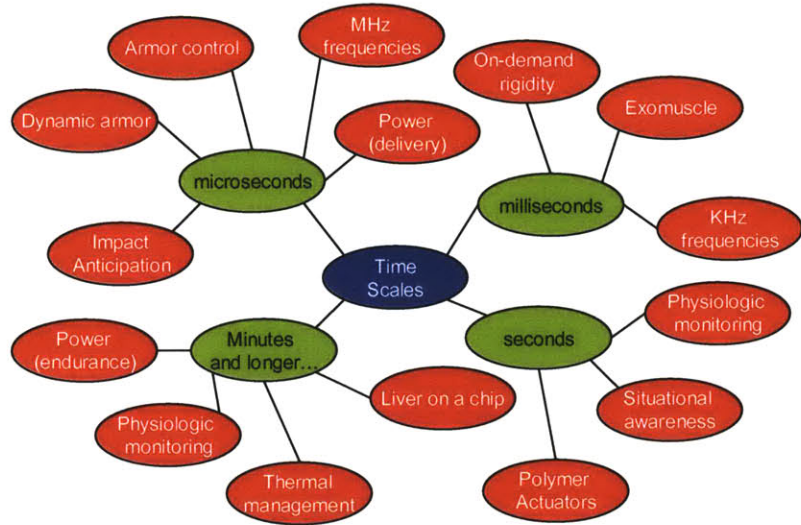 MHz
frequencies
Armor control
On-demand
rigidity
Exomuscle
Dynamic armor
Power
(delivery)
microseconds
milliseconds
KHz
frequencies
Impact
Anticipation
Time
Scales
Physiologic
monitoring
Power
(endurance)
Minutes
and longer...
seconds
Liver on a chip
Situational
awareness
Physiologic
monitoring
Thermal
management
Polymer
Actuators